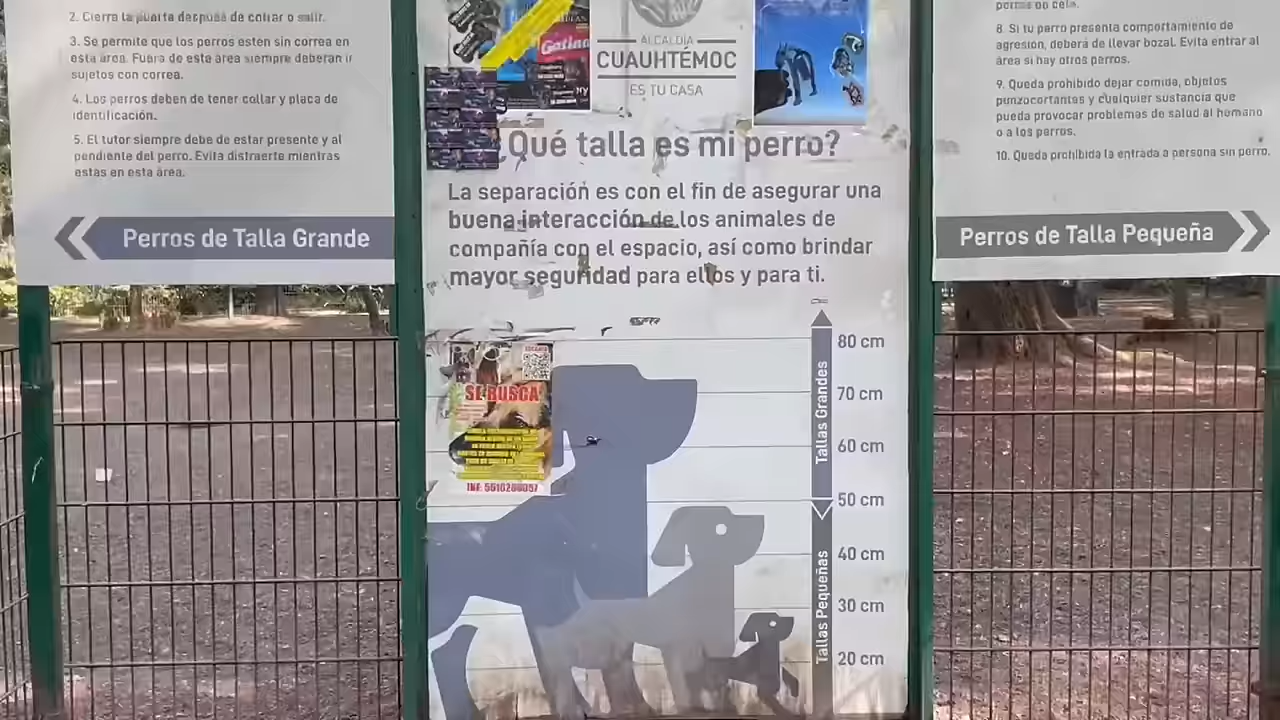 2. Cierra la puerta después de entrar o salir.
3. Se permite que los perros estén sin correa en
esta área. Fuera de esta área siempre deberán ir
sujetos con correa.
4. Los perros deben de tener collar y placa de
identificación.
5. El tutor siempre debe de estar presente y al
pendiente del perro. Evita distraerte mientras
estas en esta área.
Perros de Talla Grande
ALCALDÍA
CUAUHTÉMOC
ES TU CASA
¿Qué talla es mi perro?
La separación es con el fin de asegurar una
buena interacción de los animales de
compañía con el espacio, así como brindar
mayor seguridad para ellos y para ti.
SE BUSCA
80 cm
70 cm
60 cm
50 cm
40 cm
30 cm
20 cm
Tallas Grandes
Tallas Pequeñas
8. Si tu perro presenta comportamiento de
agresión, deberá de llevar bozal. Evita entrar al
área si hay otros perros.
9. Queda prohibido dejar comida, objetos
punzocortantes y cualquier sustancia que
pueda provocar problemas de salud al humano
o a los perros.
10. Queda prohibida la entrada a persona sin perro.
Perros de Talla Pequeña